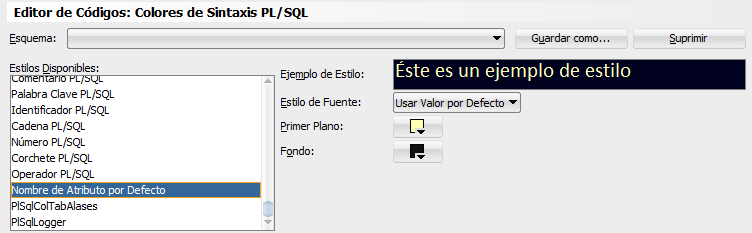 Editor de Códigos: Colores de Sintaxis PL/SQL
Esquema:
Guardar como...
Suprimir
Estilos Disponibles:
Comentario PL/SQL
Palabra Clave PL/SQL
Identificador PL/SQL
Cadena PL/SQL
Número PL/SQL
Corchete PL/SQL
Operador PL/SQL
Nombre de Atributo por Defecto
PlSqlColTabAlases
PlSqlLogger
Ejemplo de Estilo:
Éste es un ejemplo de estilo
Estilo de Fuente:
Usar Valor por Defecto
Primer Plano:
Fondo: